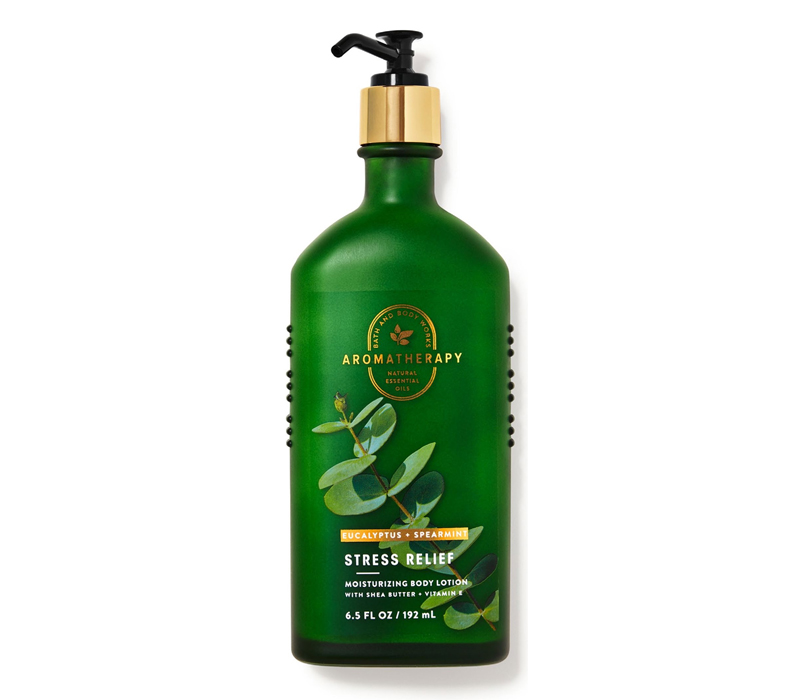 BATH AND BODY WORKS
AROMATHERAPY
NATURAL
ESSENTIAL
OILS
EUCALYPTUS + SPEARMINT
STRESS RELIEF
MOISTURIZING BODY LOTION
WITH SHEA BUTTER + VITAMIN E
6.5 FL OZ / 192 mL